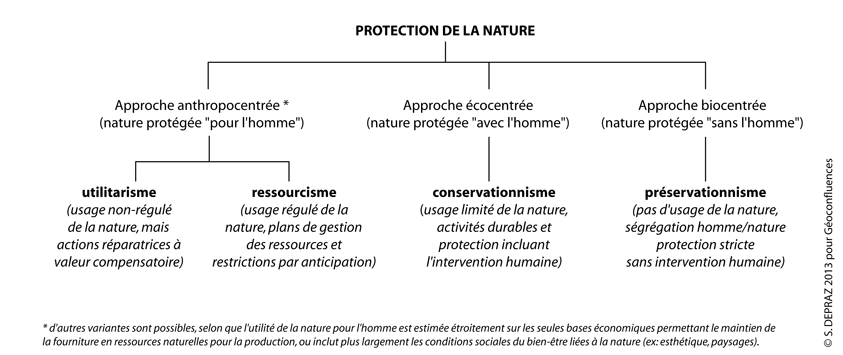 PROTECTION DE LA NATURE
Approche anthropocentrée *
(nature protégée "pour l'homme")
Approche écocentrée
(nature protégée "avec l'homme")
Approche biocentrée
(nature protégée "sans l'homme")
utilitarisme
(usage non-régulé
de la nature, mais
actions réparatrices à
valeur compensatoire)
ressourcisme
(usage régulé de la
nature, plans de gestion
des ressources et
restrictions par anticipation)
conservationnisme
(usage limité de la nature,
activités durables et
protection incluant
l'intervention humaine)
préservationnisme
(pas d'usage de la nature,
ségrégation homme/nature
protection stricte
sans intervention humaine)
* d'autres variantes sont possibles, selon que l'utilité de la nature pour l'homme est estimée étroitement sur les seules bases économiques permettant le maintien de
la fourniture en ressources naturelles pour la production, ou inclut plus largement les conditions sociales du bien-être liées à la nature (ex: esthétique, paysages).
© S. DEPRAZ 2013 pour Géoconfluences